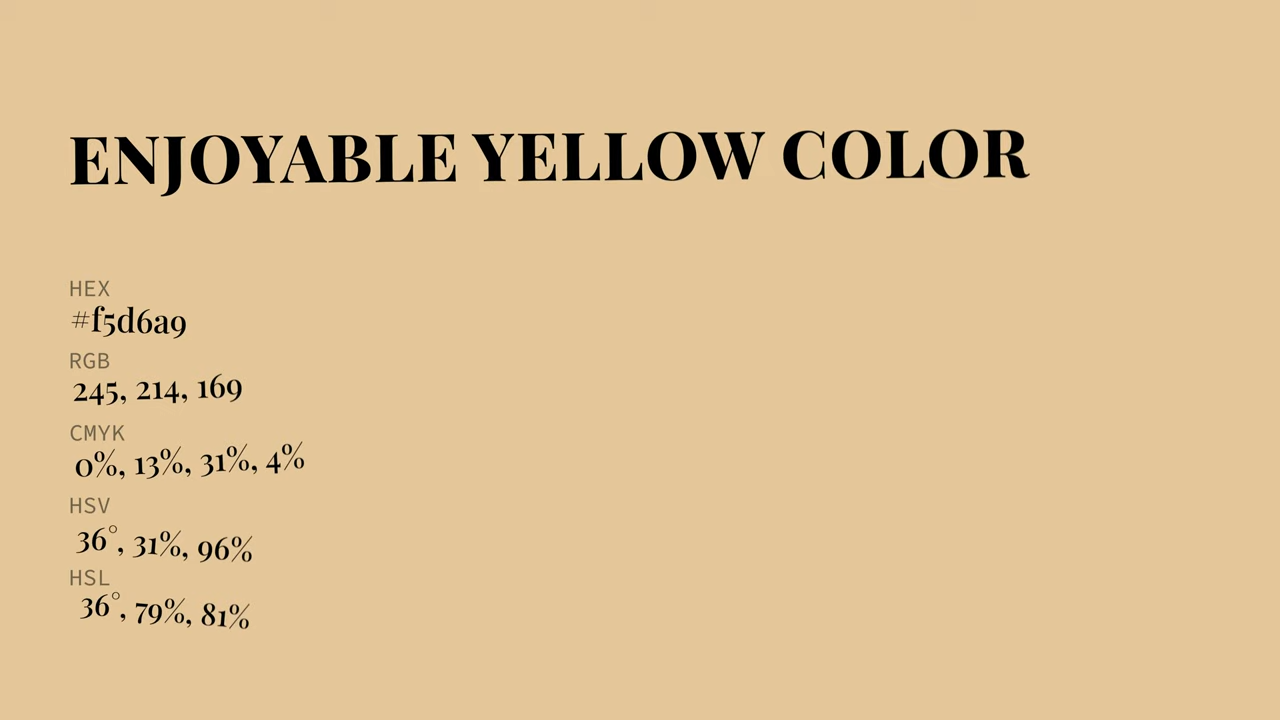 ENJOYABLE YELLOW COLOR
HEX
#f5d6a9
RGB
245, 214, 169
CMYK
0%, 13%, 31%, 4%
HSV
36°, 31%, 96%
HSL
36°, 79%, 81%